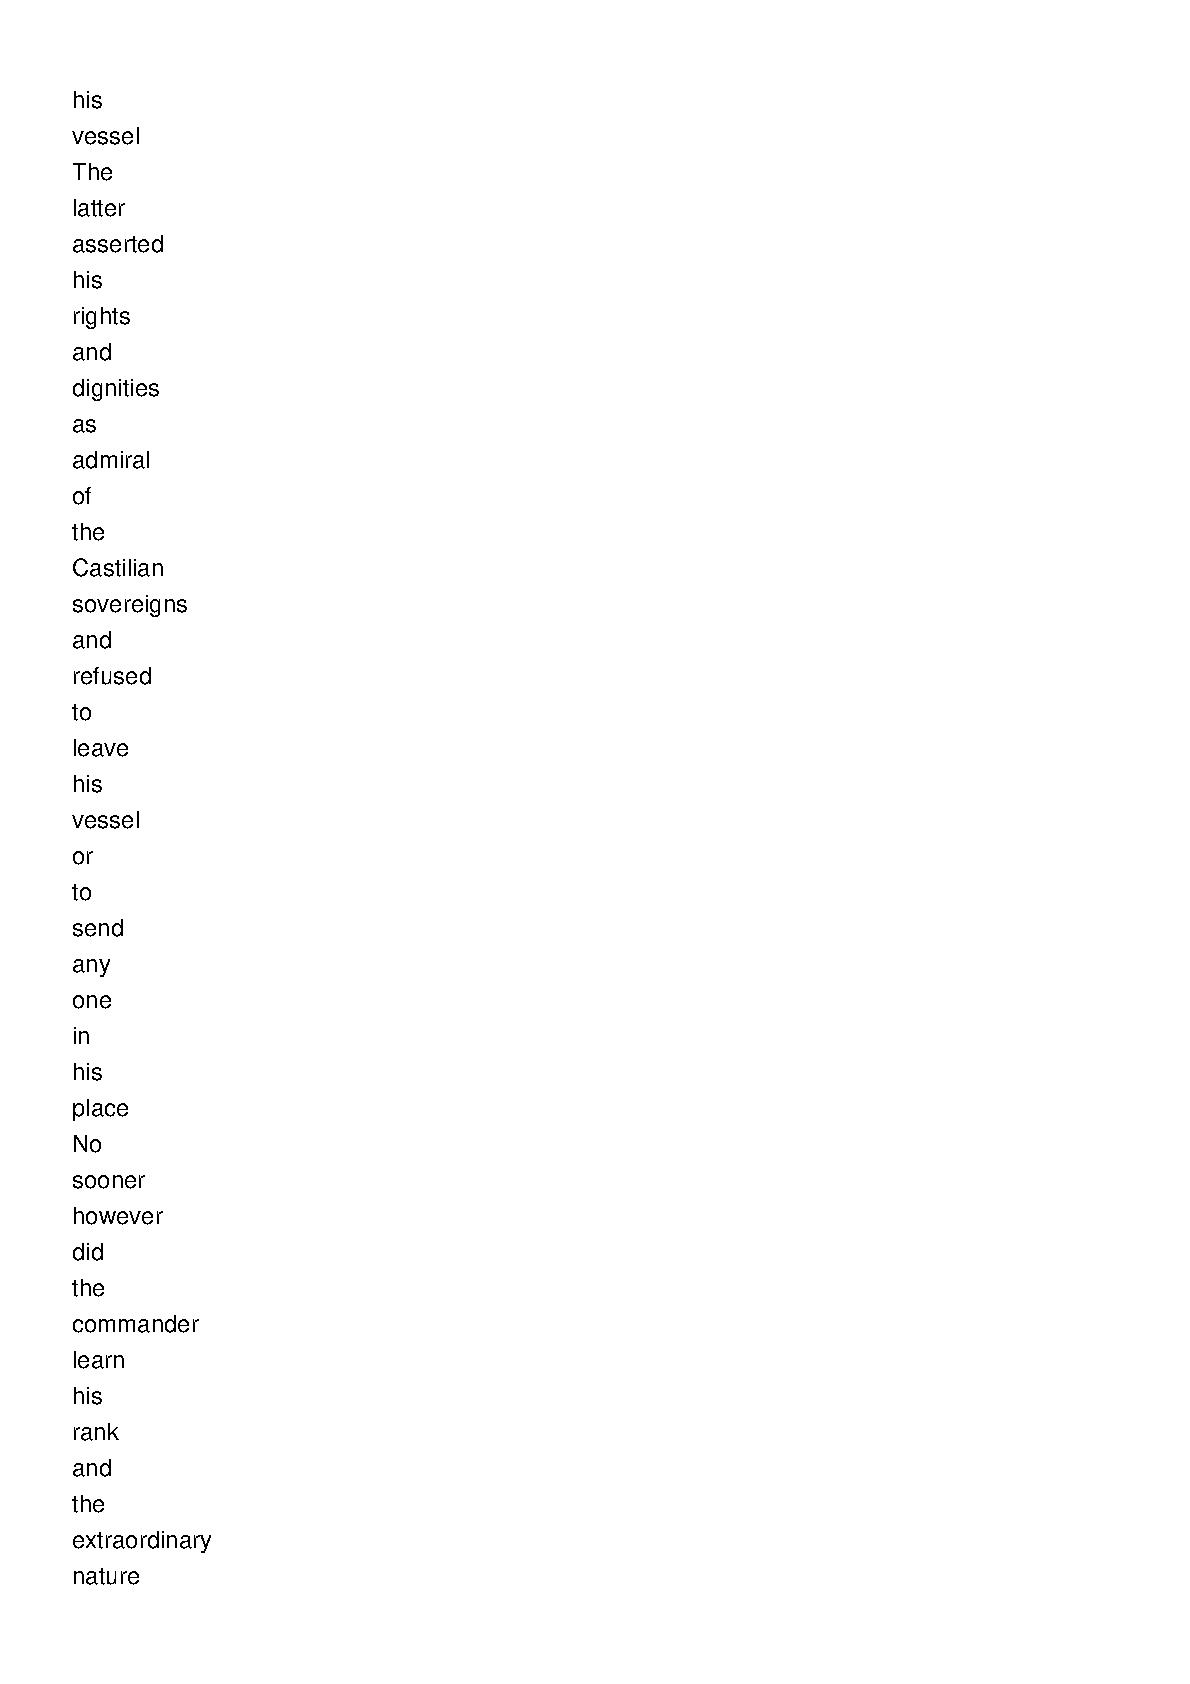 his
vessel
The
latter
asserted
his
rights
and
dignities
as
admiral
of
the
Castilian
sovereigns
and
refused
to
leave
his
vessel
or
to
send
any
one
in
his
place
No
sooner
however
did
the
commander
learn
his
rank
and
the
extraordinary
nature